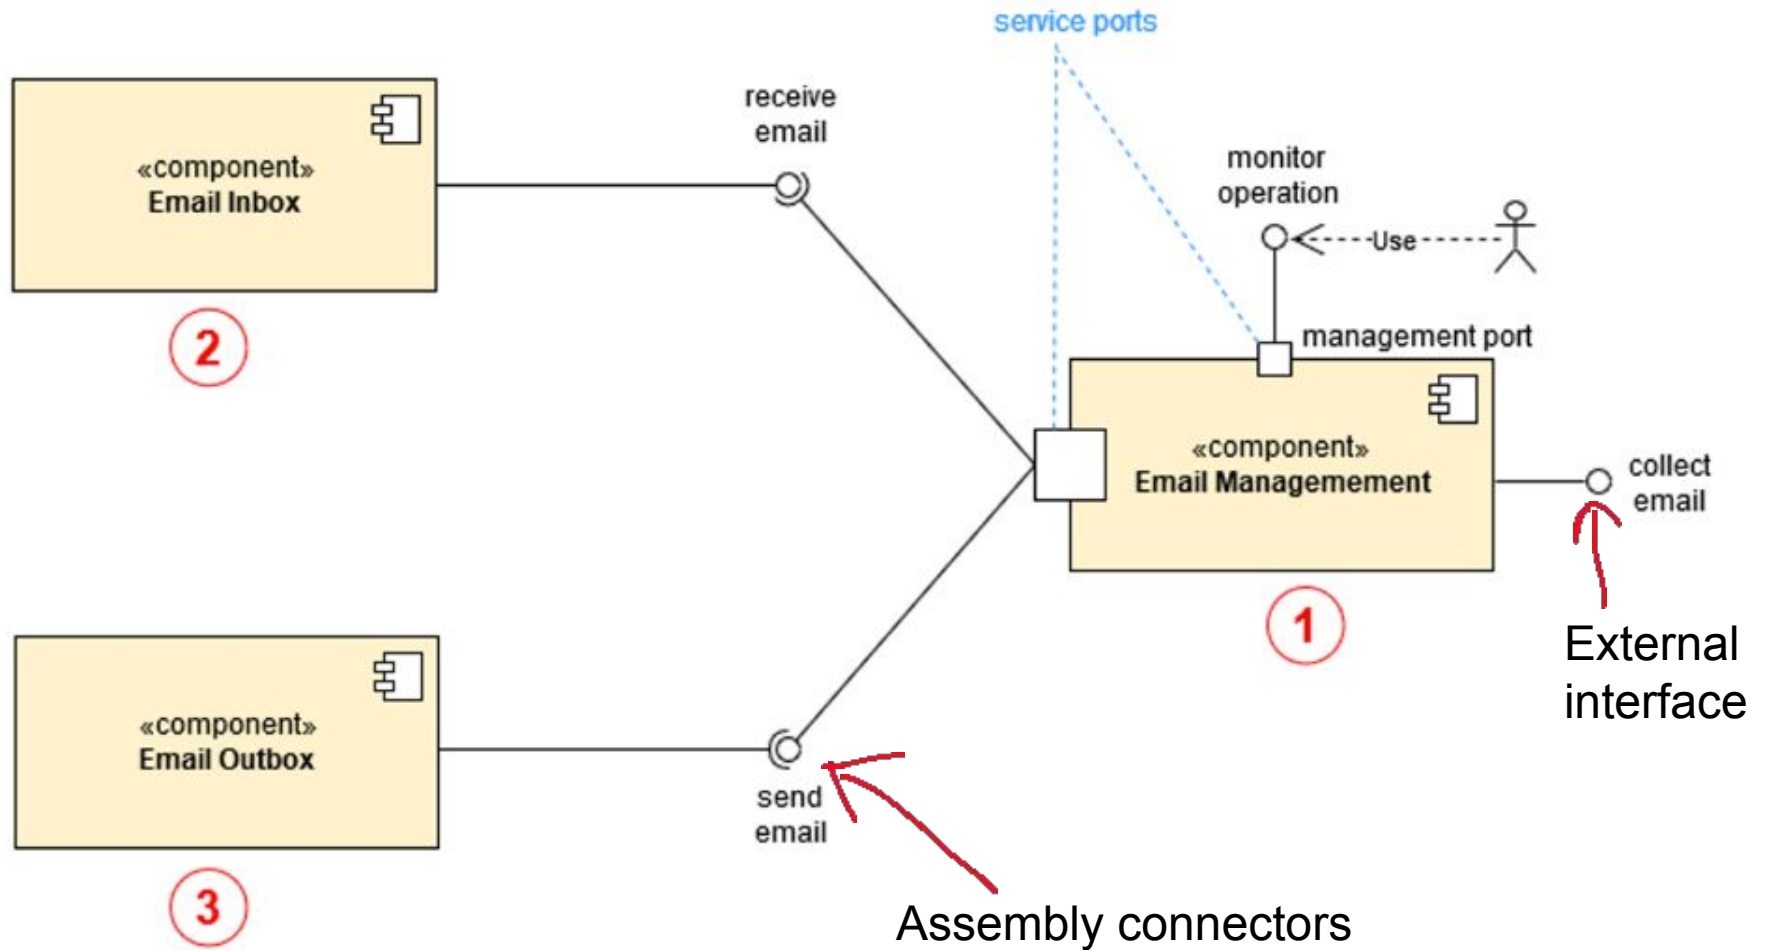 service ports
receive
email
«component»
Email Inbox
2
monitor
operation
Use
management port
«component»
Email Managemement
collect
email
1
External
interface
«component»
Email Outbox
send
email
3
Assembly connectors